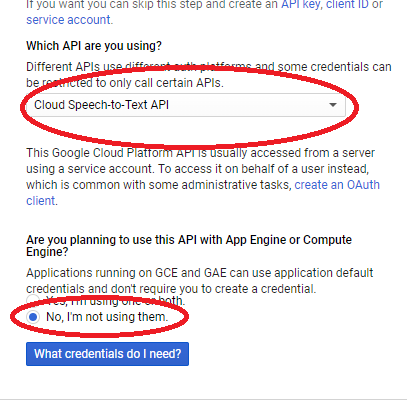 If you want you can skip this step and create an API key, client ID or
service account.
Which API are you using?
Different APIs use different auth platforms and some credentials can
be restricted to only call certain APIs.
Cloud Speech-to-Text API
This Google Cloud Platform API is usually accessed from a server
using a service account. To access it on behalf of a user instead,
which is common with some administrative tasks, create an OAuth
client.
Are you planning to use this API with App Engine or Compute
Engine?
Applications running on GCE and GAE can use application default
credentials and don't require you to create a credential.
Yes, I'm using one or both.
No, I'm not using them.
What credentials do I need?